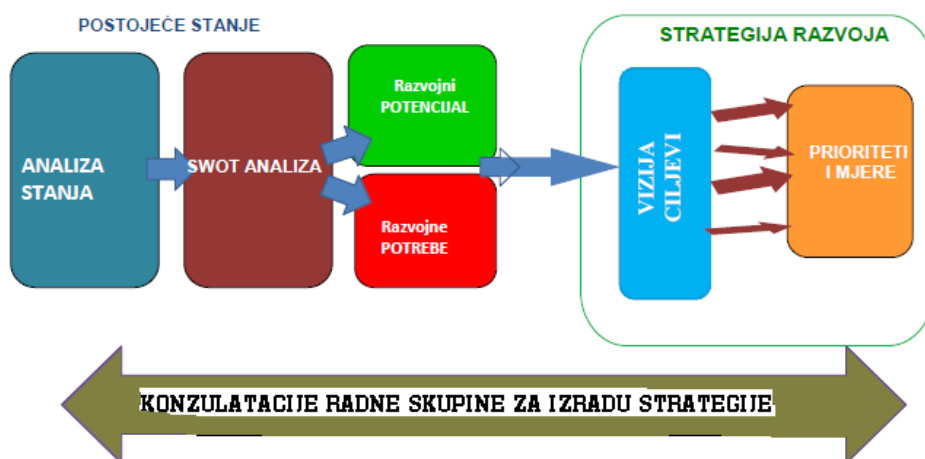 POSTOJEĆE STANJE
ANALIZA
STANJA
SWOT ANALIZA
Razvojni
POTENCIJAL
Razvojne
POTREBE
STRATEGIJA RAZVOJA
VIZIJA
CILJEVI
PRIORITETI
I MJERE
KONZULATACIJE RADNE SKUPINE ZA IZRADU STRATEGIJE